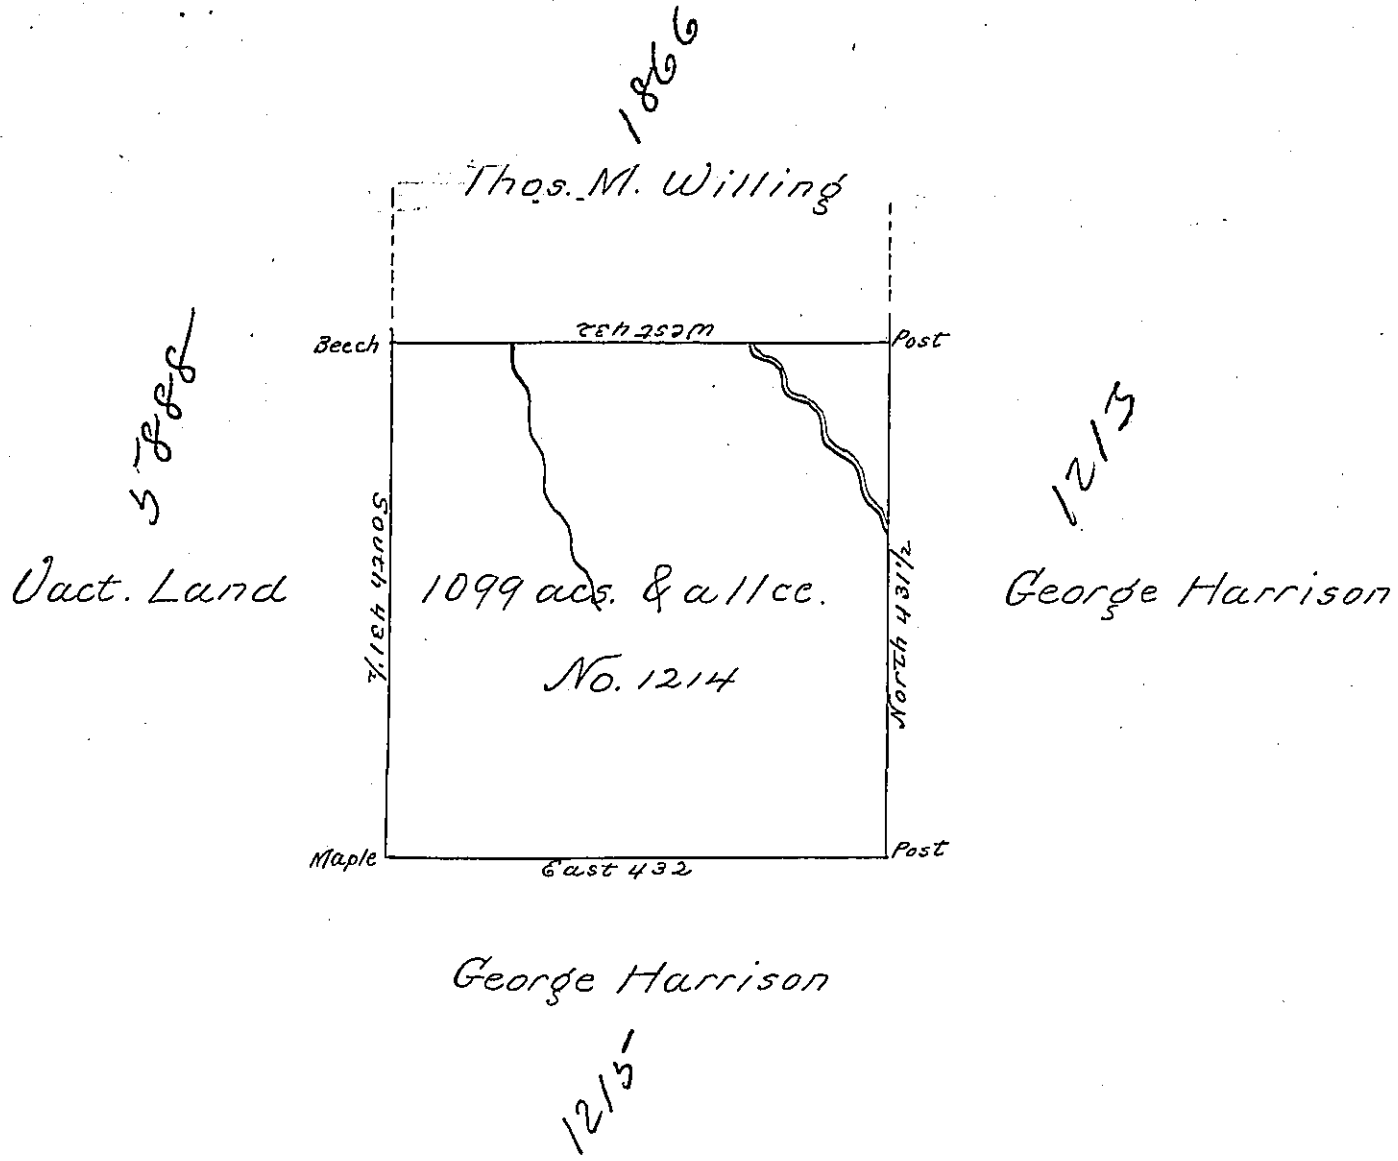 1866
Thos. M. Willing
Beech
West 432
Post
5888
1213
South 431½
North 431½
Vact. Land
1099 acs. & allce.
George Harrison
No. 1214
Maple
East 432
Post
George Harrison
1215